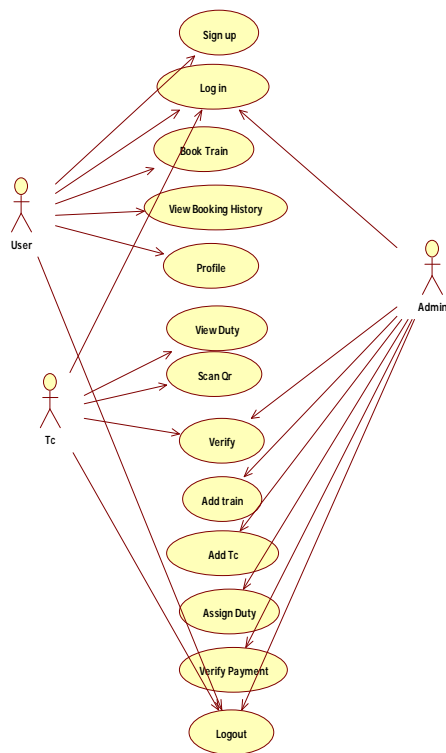 Sign up
Log in
Book Train
View Booking History
User
Profile
Admin
View Duty
Scan Qr
Tc
Verify
Add train
Add Tc
Assign Duty
Verify Payment
Logout